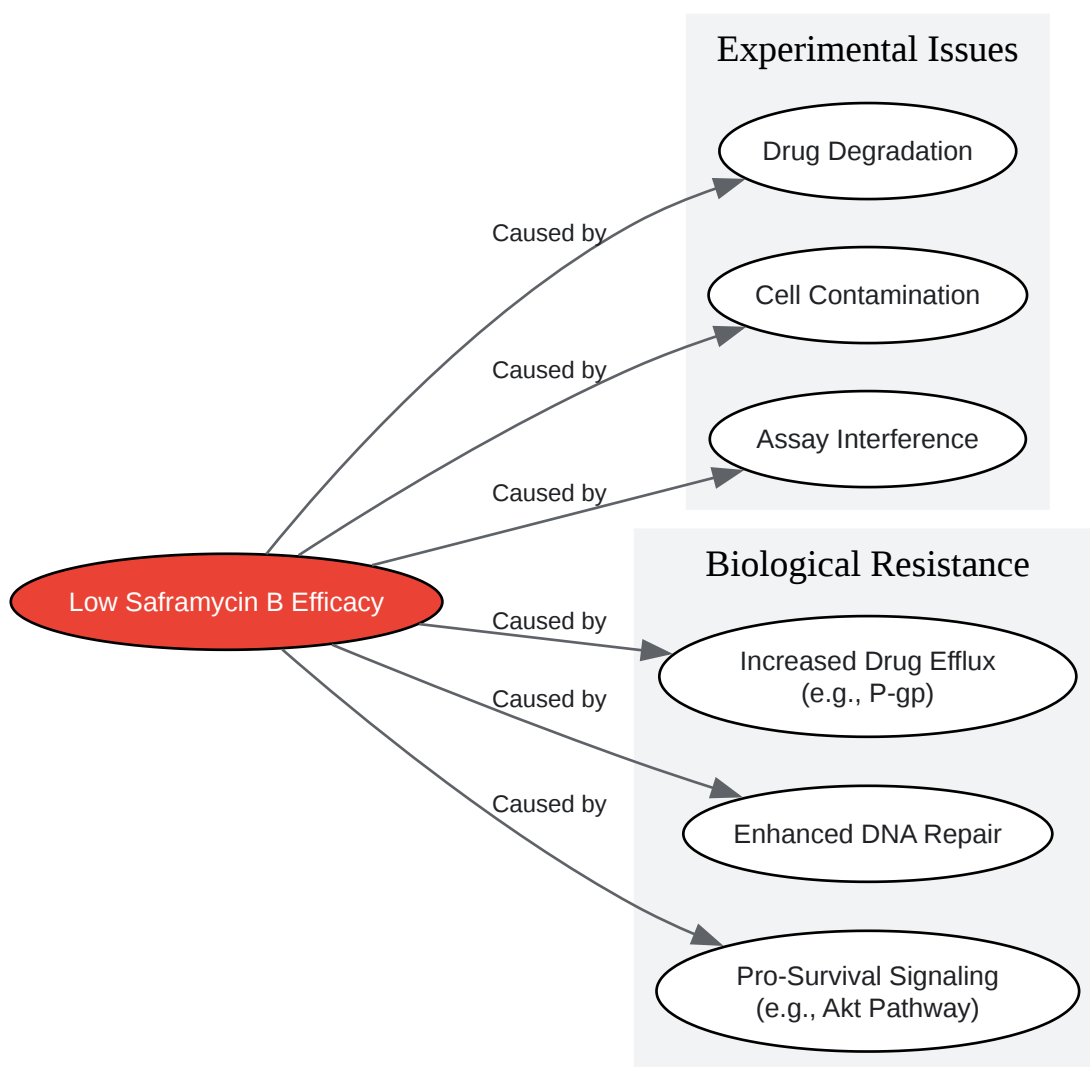 Experimental Issues
Drug Degradation
Caused by
Cell Contamination
Caused by
Assay Interference
Caused by
Biological Resistance
Low Saframycin B Efficacy
Caused by
Increased Drug Efflux
(e.g., P-gp)
Caused by
Enhanced DNA Repair
Caused by
Pro-Survival Signaling
(e.g., Akt Pathway)